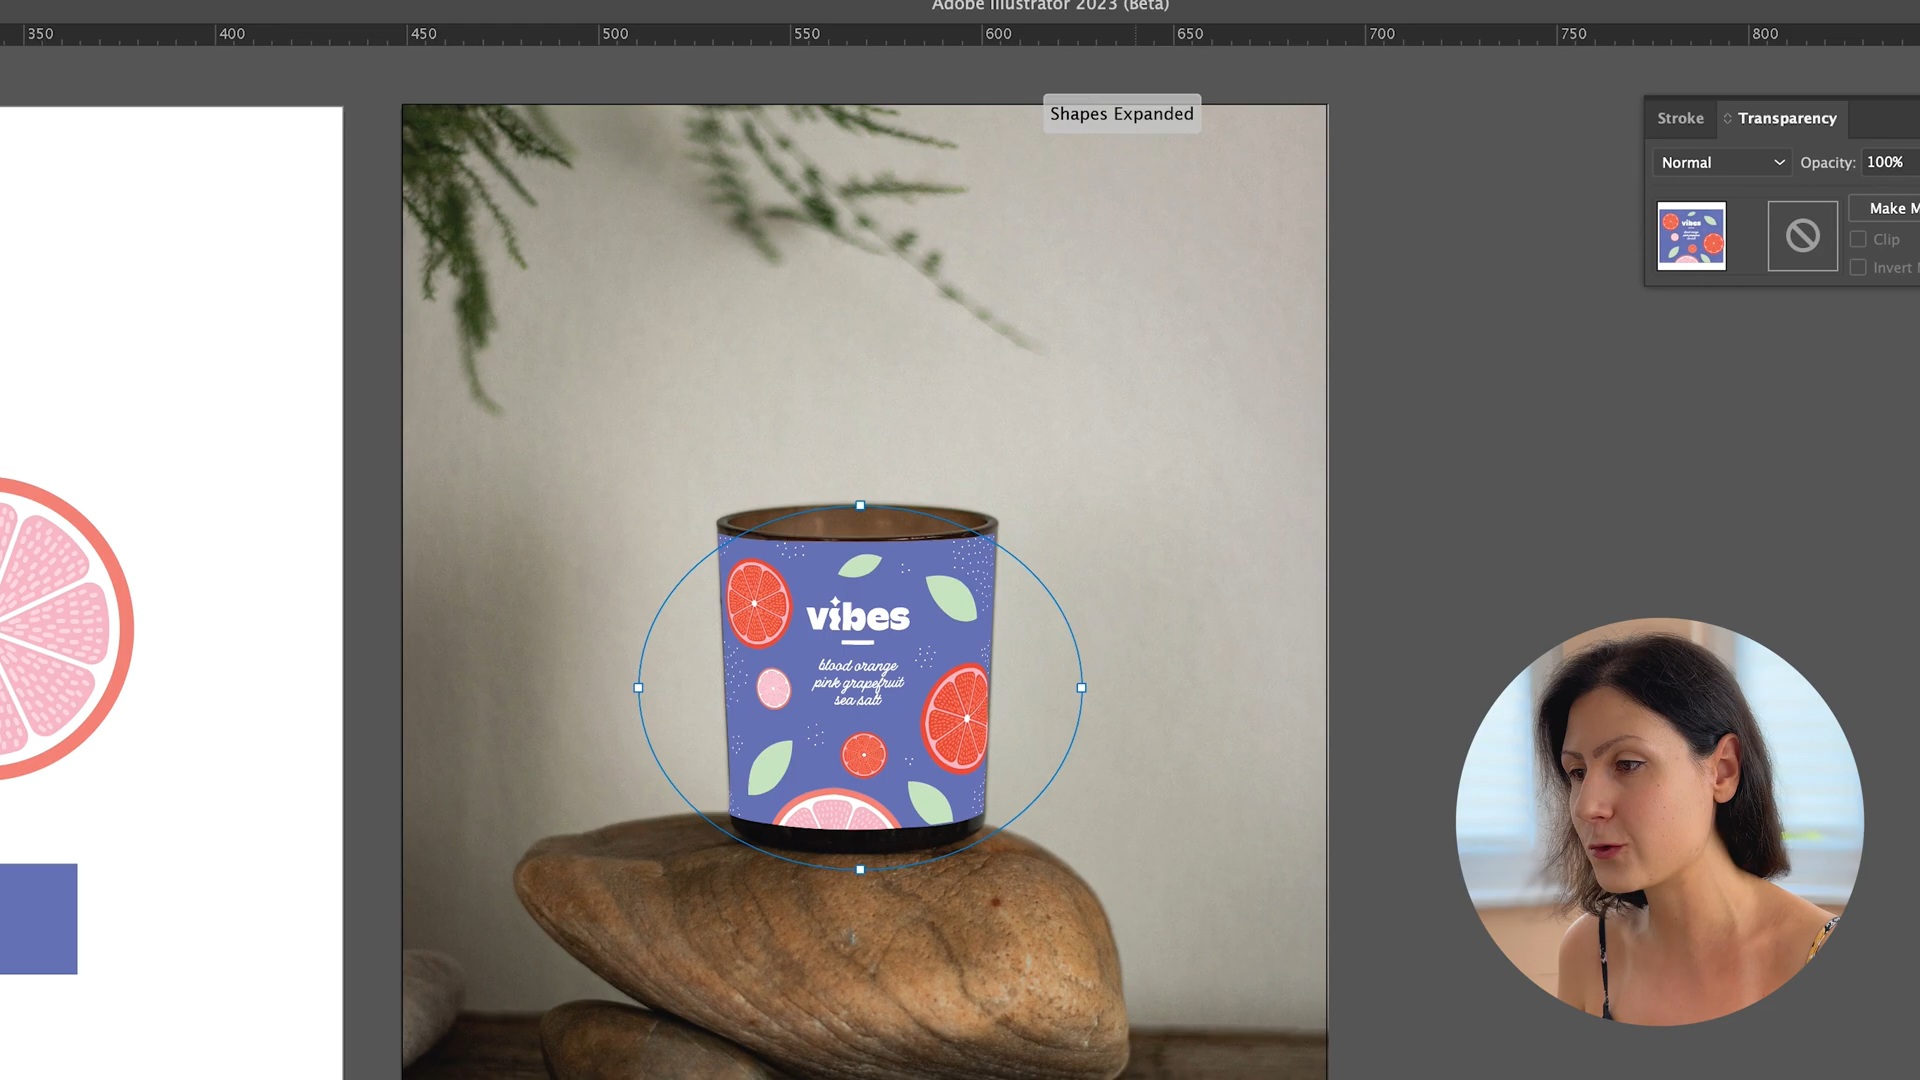 Adobe Illustrator 2023 (Beta)
350 400 450 500 550 600 650 700 750 800
Shapes Expanded
Stroke Transparency
Normal Opacity: 100%
Make M
Clip
Invert
vibes
blood orange
pink grapefruit
sea salt